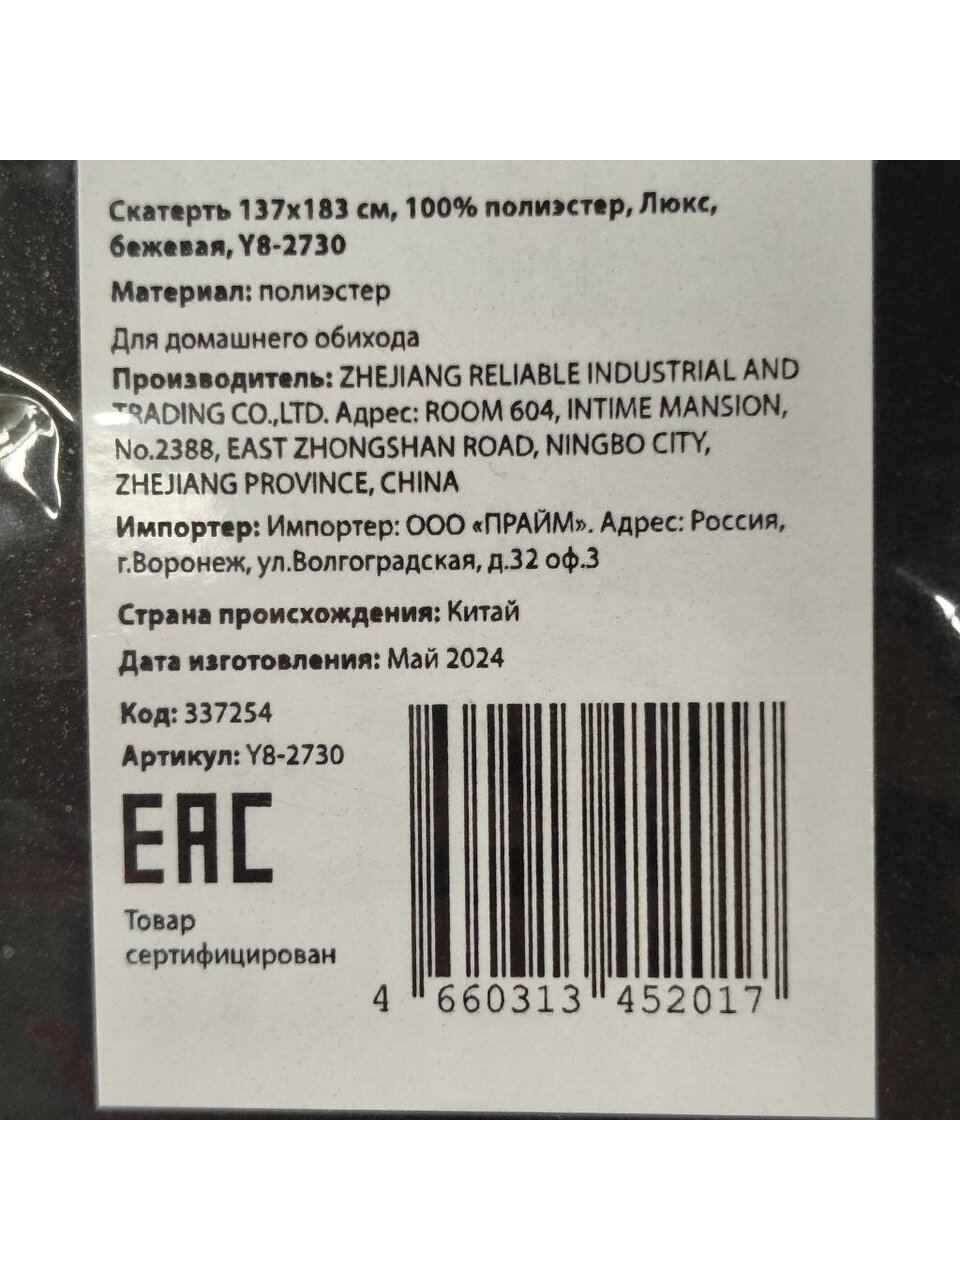 Скатерть 137х183 см, 100% полиэстер, Люкс,
бежевая, Y8-2730
Материал: полиэстер
Для домашнего обихода
Производитель: ZHEJIANG RELIABLE INDUSTRIAL AND
TRADING CO.,LTD. Адрес: ROOM 604, INTIME MANSION,
No.2388, EAST ZHONGSHAN ROAD, NINGBO CITY,
ZHEJIANG PROVINCE, CHINA
Импортер: Импортер: ООО «ПРАЙМ». Адрес: Россия,
г.Воронеж, ул.Волгоградская, д.32 оф.3
Страна происхождения: Китай
Дата изготовления: Май 2024
Код: 337254
Артикул: Y8-2730
EAC
Товар
сертифицирован
4 660313 452017